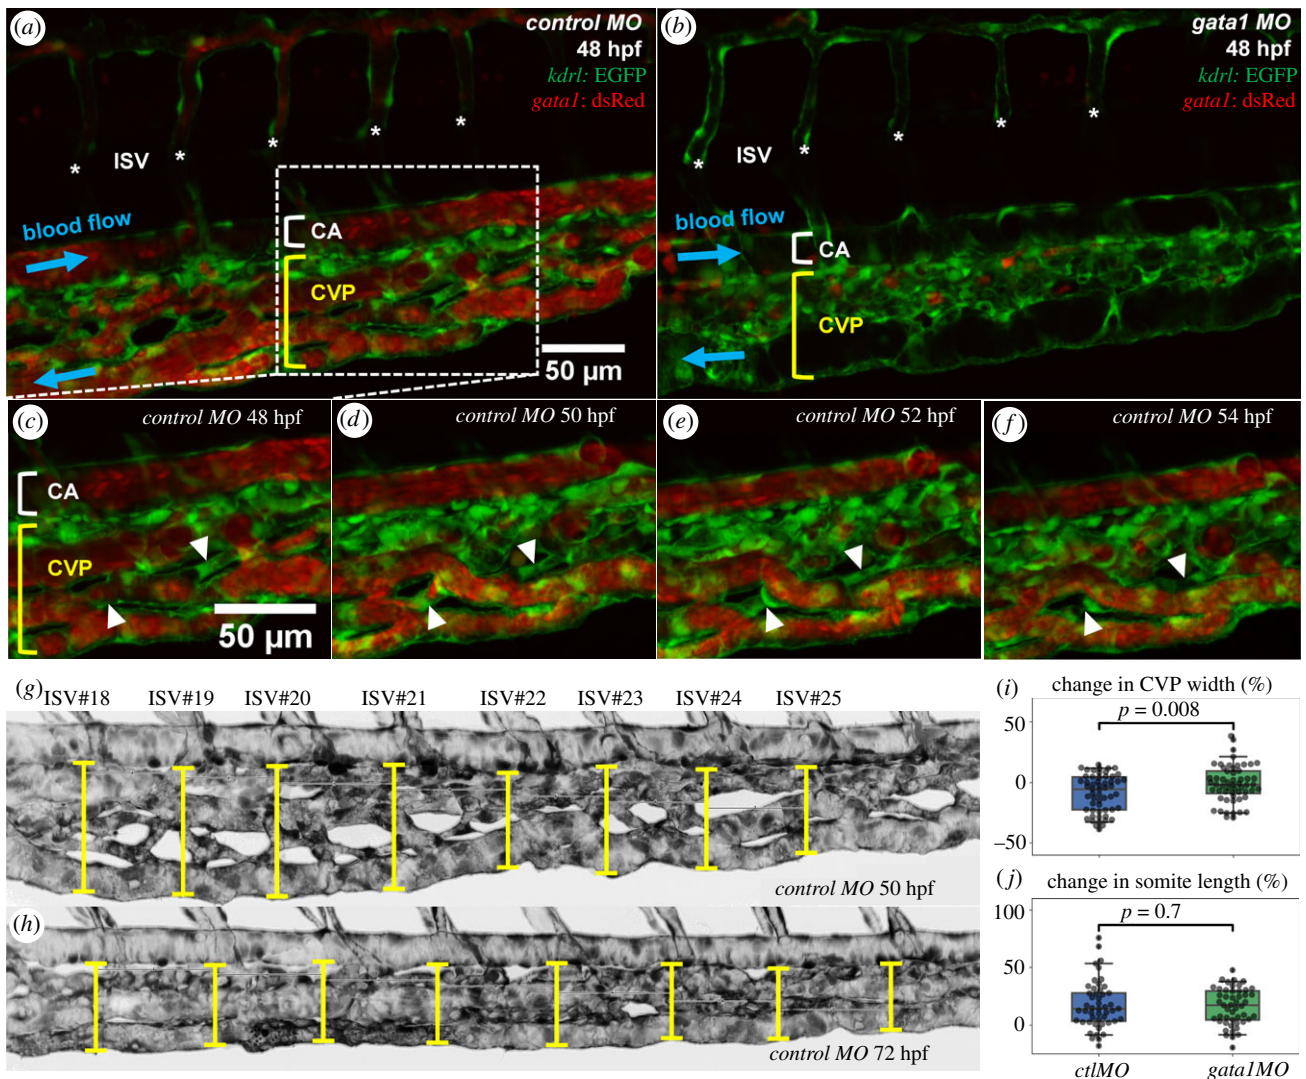 (a)
control MO
48 hpf
kdrl: EGFP
gata1: dsRed
* * * * *
ISV
blood flow
CA
CVP
50 µm
(b)
gata1 MO
48 hpf
kdrl: EGFP
gata1: dsRed
* * * * *
ISV
blood flow
CA
CVP
(c)
control MO 48 hpf
CA
CVP
50 µm
(d)
control MO 50 hpf
(e)
control MO 52 hpf
(f)
control MO 54 hpf
(g)
ISV#18 ISV#19 ISV#20 ISV#21 ISV#22 ISV#23 ISV#24 ISV#25
control MO 50 hpf
(h)
control MO 72 hpf
(i)
change in CVP width (%)
50
p = 0.008
0
−50
(j)
change in somite length (%)
100
p = 0.7
50
0
ctlMO gata1MO